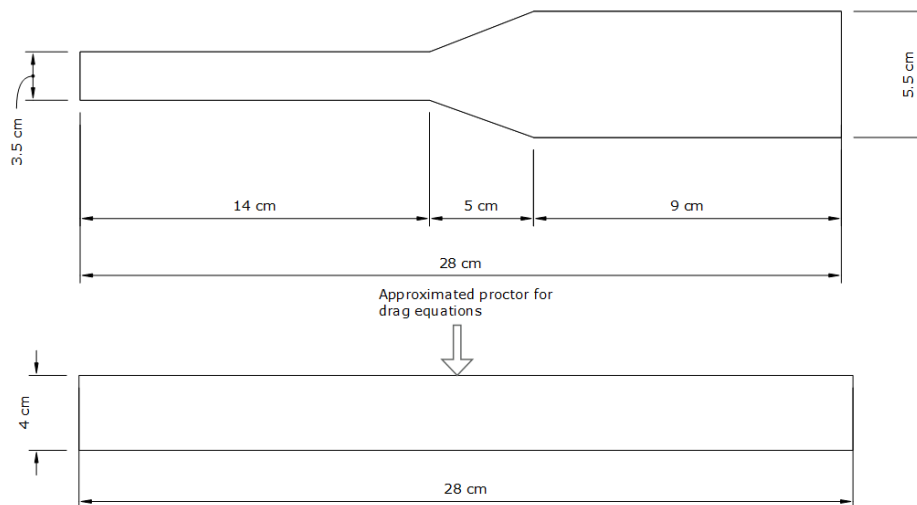 3.5 cm
5.5 cm
14 cm
5 cm
9 cm
28 cm
Approximated proctor for
drag equations
4 cm
28 cm